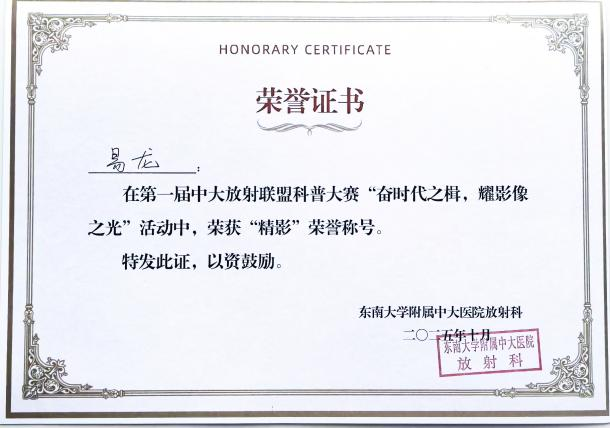 HONORARY CERTIFICATE
荣誉证书
易龙：
在第一届中大放射联盟科普大赛“奋时代之楫，耀影像
之光”活动中，荣获“精影”荣誉称号。
特发此证，以资鼓励。
东南大学附属中大医院放射科
二〇二五年十月
东南大学附属中大医院
放射科